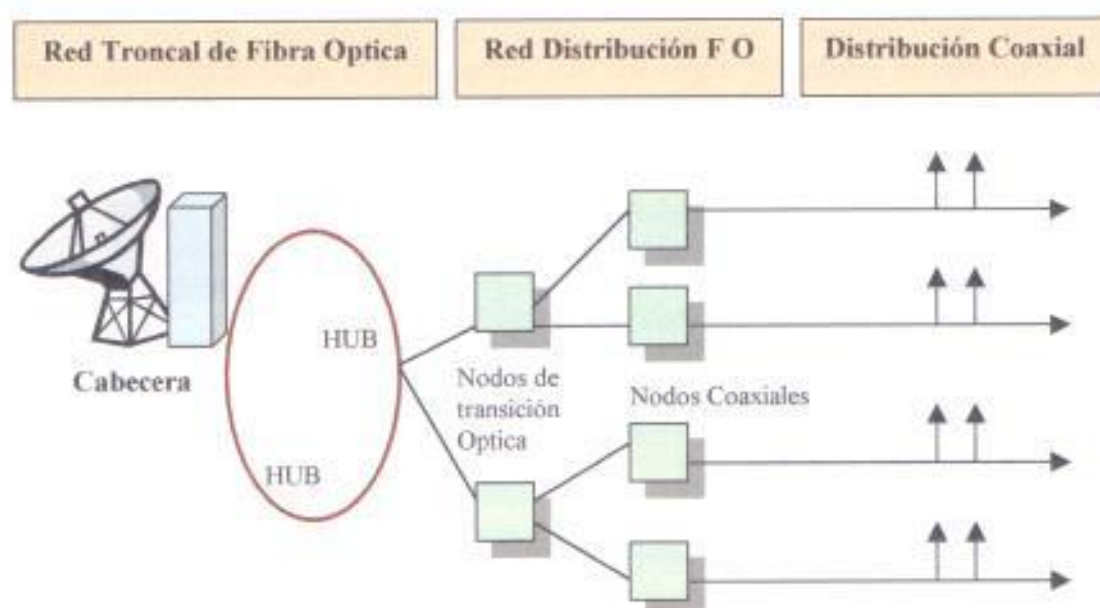 Red Troncal de Fibra Optica
Red Distribución F O
Distribución Coaxial
HUB
Cabecera
Nodos de
transición
Optica
Nodos Coaxiales
HUB